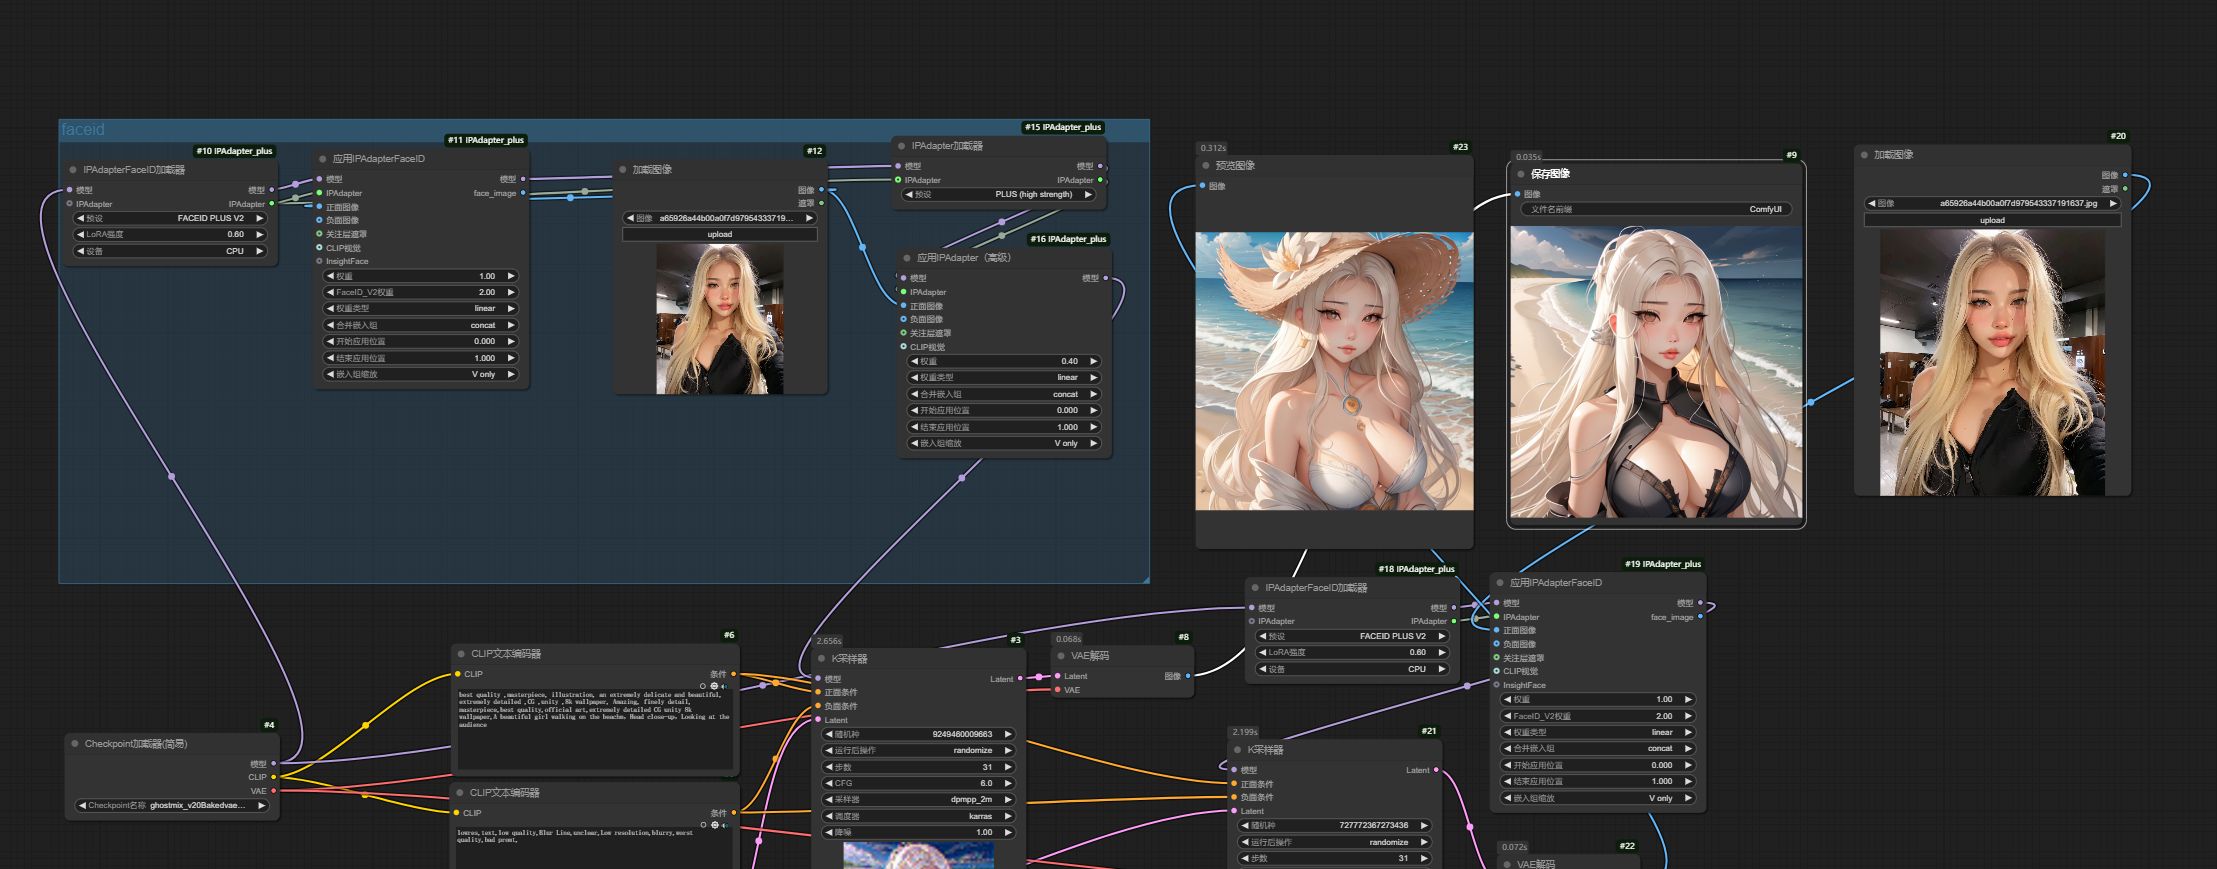 faceid
#10 IPAdapter_plus
IPAdapterFaceID加载器
模型 模型
IPAdapter IPAdapter
预设 FACEID PLUS V2
LoRA强度 0.60
设备 CPU
#11 IPAdapter_plus
应用IPAdapterFaceID
模型 模型
IPAdapter face_image
正面图像
负面图像
关注层遮罩
CLIP视觉
InsightFace
权重 1.00
FaceID_V2权重 2.00
权重类型 linear
合并嵌入组 concat
开始应用位置 0.000
结束应用位置 1.000
嵌入组缩放 V only
#12
加载图像
图像
遮罩
图像 a65926a44b00a0f7d97954333719...
upload
#15 IPAdapter_plus
IPAdapter加载器
模型 模型
IPAdapter IPAdapter
预设 PLUS (high strength)
#16 IPAdapter_plus
应用IPAdapter（高级）
模型 模型
IPAdapter
正面图像
负面图像
关注层遮罩
CLIP视觉
权重 0.40
权重类型 linear
合并嵌入组 concat
开始应用位置 0.000
结束应用位置 1.000
嵌入组缩放 V only
0.312s #23
预览图像
图像
0.035s #9
保存图像
图像
文件名前缀 ComfyUI
#20
加载图像
图像
遮罩
图像 a65926a44b00a0f7d979543337191637.jpg
upload
#18 IPAdapter_plus
IPAdapterFaceID加载器
模型 模型
IPAdapter IPAdapter
预设 FACEID PLUS V2
LoRA强度 0.60
设备 CPU
#19 IPAdapter_plus
应用IPAdapterFaceID
模型 模型
IPAdapter face_image
正面图像
负面图像
关注层遮罩
CLIP视觉
InsightFace
权重 1.00
FaceID_V2权重 2.00
权重类型 linear
合并嵌入组 concat
开始应用位置 0.000
结束应用位置 1.000
嵌入组缩放 V only
#4
Checkpoint加载器(简易)
模型
CLIP
VAE
Checkpoint名称 ghostmix_v20Bakedvae...
#6
CLIP文本编码器
CLIP 条件
best quality ,masterpiece, illustration, an extremely delicate and beautiful,
extremely detailed ,CG ,unity ,8k wallpaper, Amazing, finely detail,
masterpiece,best quality,official art,extremely detailed CG unity 8k
wallpaper,A beautiful girl walking on the beachm. Head close-up. Looking at the
audience
CLIP文本编码器
CLIP 条件
lowres,text,low quality,Blur Line,unclear,Low resolution,blurry,worst
quality,bad promt,
2.656s #3
K采样器
模型 Latent
正面条件
负面条件
Latent
随机种 9249460009663
运行后操作 randomize
步数 31
CFG 6.0
采样器 dpmpp_2m
调度器 karras
降噪 1.00
0.068s #8
VAE解码
Latent 图像
VAE
2.199s #21
K采样器
模型 Latent
正面条件
负面条件
Latent
随机种 727772367273436
运行后操作 randomize
步数 31
0.072s #22
VAE解码